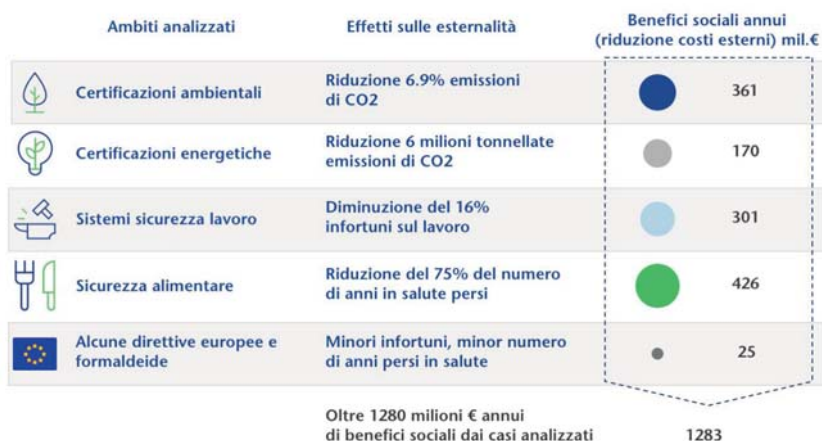 Ambiti analizzati
Effetti sulle esternalità
Benefici sociali annui
(riduzione costi esterni) mil.€
Certificazioni ambientali
Riduzione 6.9% emissioni
di CO2
361
Certificazioni energetiche
Riduzione 6 milioni tonnellate
emissioni di CO2
170
Sistemi sicurezza lavoro
Diminuzione del 16%
infortuni sul lavoro
301
Sicurezza alimentare
Riduzione del 75% del numero
di anni in salute persi
426
Alcune direttive europee e
formaldeide
Minori infortuni, minor numero
di anni persi in salute
25
Oltre 1280 milioni € annui
di benefici sociali dai casi analizzati
1283